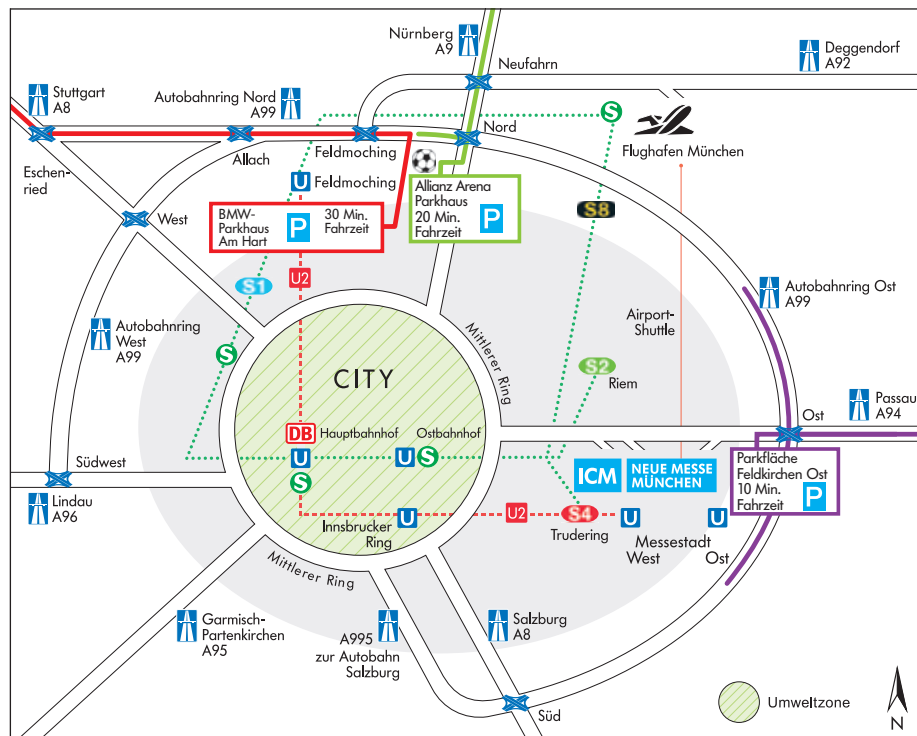 Nürnberg
A9
Deggendorf
A92
Neufahrn
Stuttgart
A8
Autobahnring Nord
A99
S
Nord
Flughafen München
Eschen-
ried
Allach
Feldmoching
U Feldmoching
BMW-
Parkhaus
Am Hart
P
30 Min.
Fahrzeit
Allianz Arena
Parkhaus
20 Min.
Fahrzeit
P
S8
West
U2
S1
Autobahnring Ost
A99
Airport-
Shuttle
Autobahnring
West
A99
S
Mittlerer Ring
S2
Riem
CITY
Passau
A94
Ost
DB Hauptbahnhof
Ostbahnhof
U
U S
S
Südwest
Lindau
A96
ICM
NEUE MESSE
MÜNCHEN
Parkfläche
Feldkirchen Ost
10 Min.
Fahrzeit
P
U
Innsbrucker
Ring
U2
S4
Trudering
U
U
Messestadt
West
Ost
Mittlerer Ring
Garmisch-
Partenkirchen
A95
A995
zur Autobahn
Salzburg
Salzburg
A8
Süd
Umweltzone
N